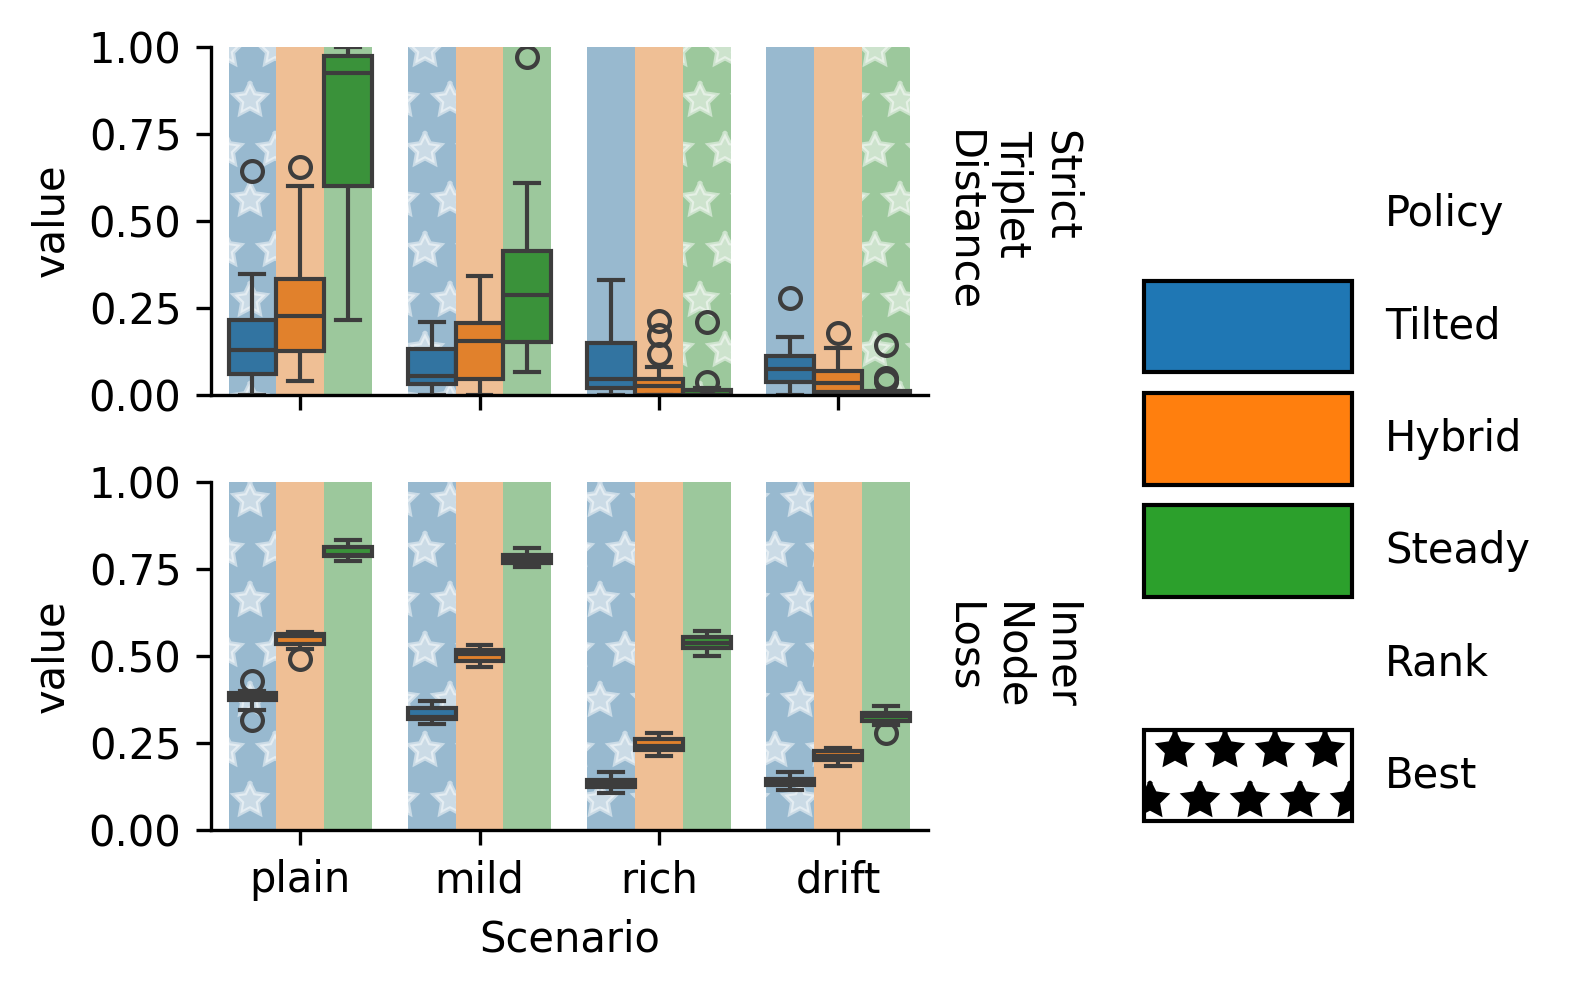 1.00
0.75
0.50
0.25
0.00
value
Strict
Triplet
Distance
1.00
0.75
0.50
0.25
0.00
value
Inner
Node
Loss
plain
mild
rich
drift
Scenario
Policy
Tilted
Hybrid
Steady
Rank
Best